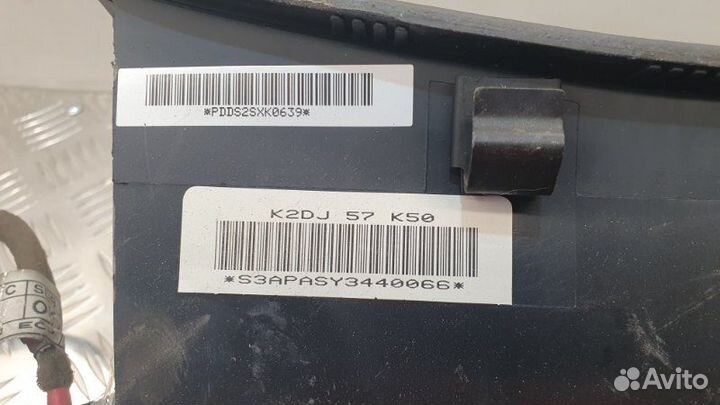 *PDDS2SXK0639*
K2DJ 57 K50
*S3APASY3440066*
Avito